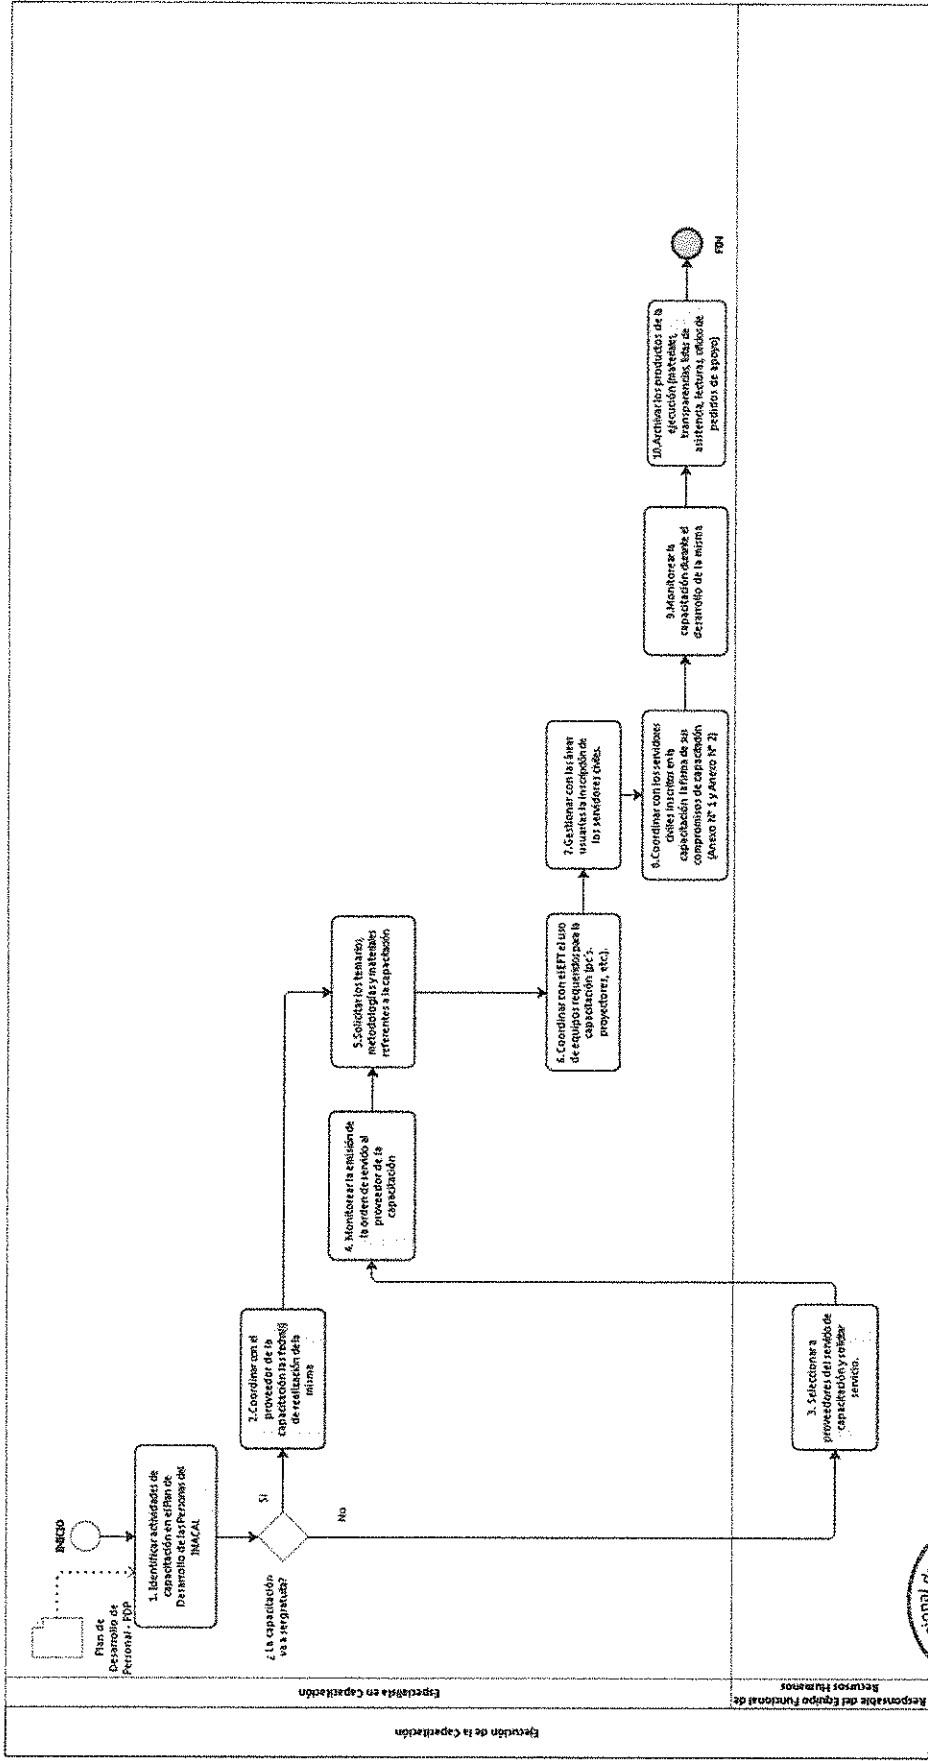 Ejecución de la Capacitación
Especialista en Capacitación
Responsable del Equipo Funcional de
Recursos Humanos
Plan de
Desarrollo de
Personal - PDP
INICIO
1. Identificar actividades de
capacitación en el Plan de
Desarrollo de las Personas del
INACAL
¿La capacitación
va a ser gratuita?
SI
No
2.Coordinar con el
proveedor de la
capacitación las fecha(s)
de realización de la
misma
3. Seleccionar a
proveedores del servicio de
capacitación y solicitar
servicio.
4. Monitorear la emisión de
la orden de servicio al
proveedor de la
capacitación
5.Solicitar los temarios,
metodologías y materiales
referentes a la capacitación
6.Coordinar con el EFT el uso
de equipos requeridos para la
capacitación (pc's.
proyectores, etc.).
7.Gestionar con las áreas
usuarias la inscripción de
los servidores civiles.
8.Coordinar con los servidores
civiles inscritos en la
capacitación la firma de sus
compromisos de capacitación
(Anexo N° 1 y Anexo N° 2)
9.Monitorear la
capacitación durante el
desarrollo de la misma
10.Archivar los productos de la
ejecución (materiales,
transparencias, listas de
asistencia, lecturas, oficios de
pedidos de apoyo)
FIN